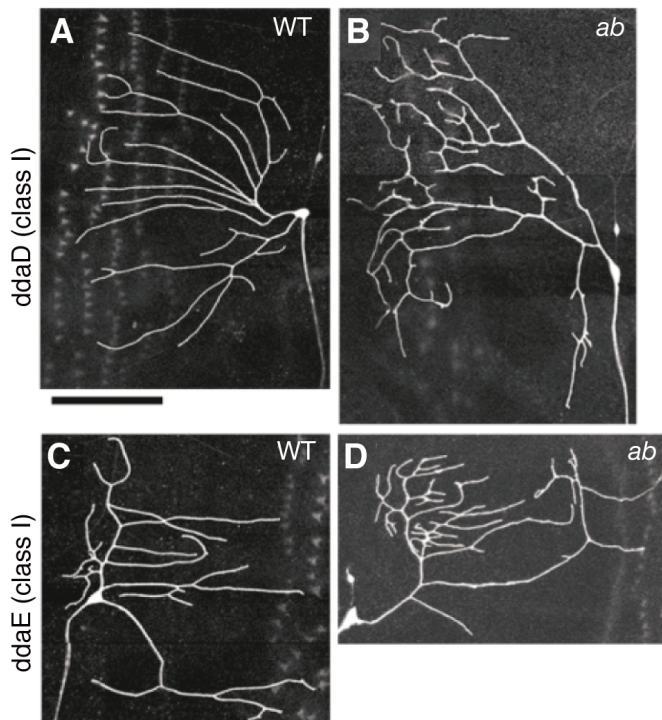 A WT
B ab
ddaD (class I)
C WT
D ab
ddaE (class I)